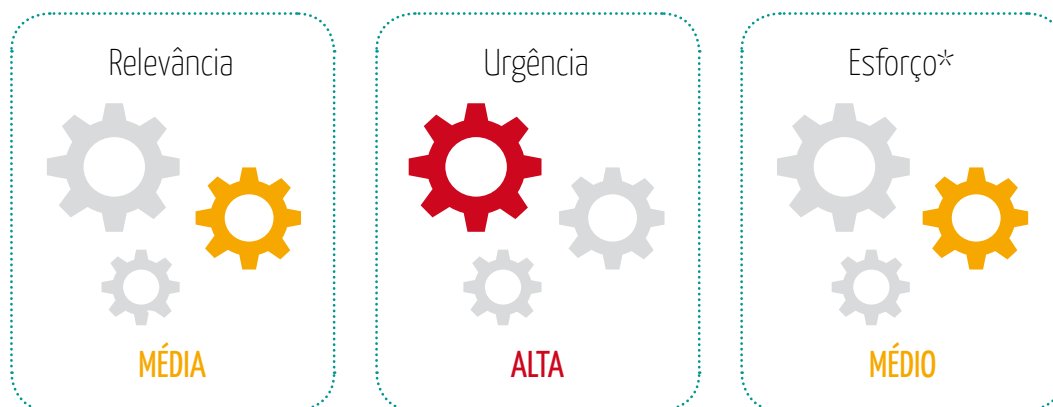 Relevância
Urgência
Esforço*
MÉDIA
ALTA
MÉDIO